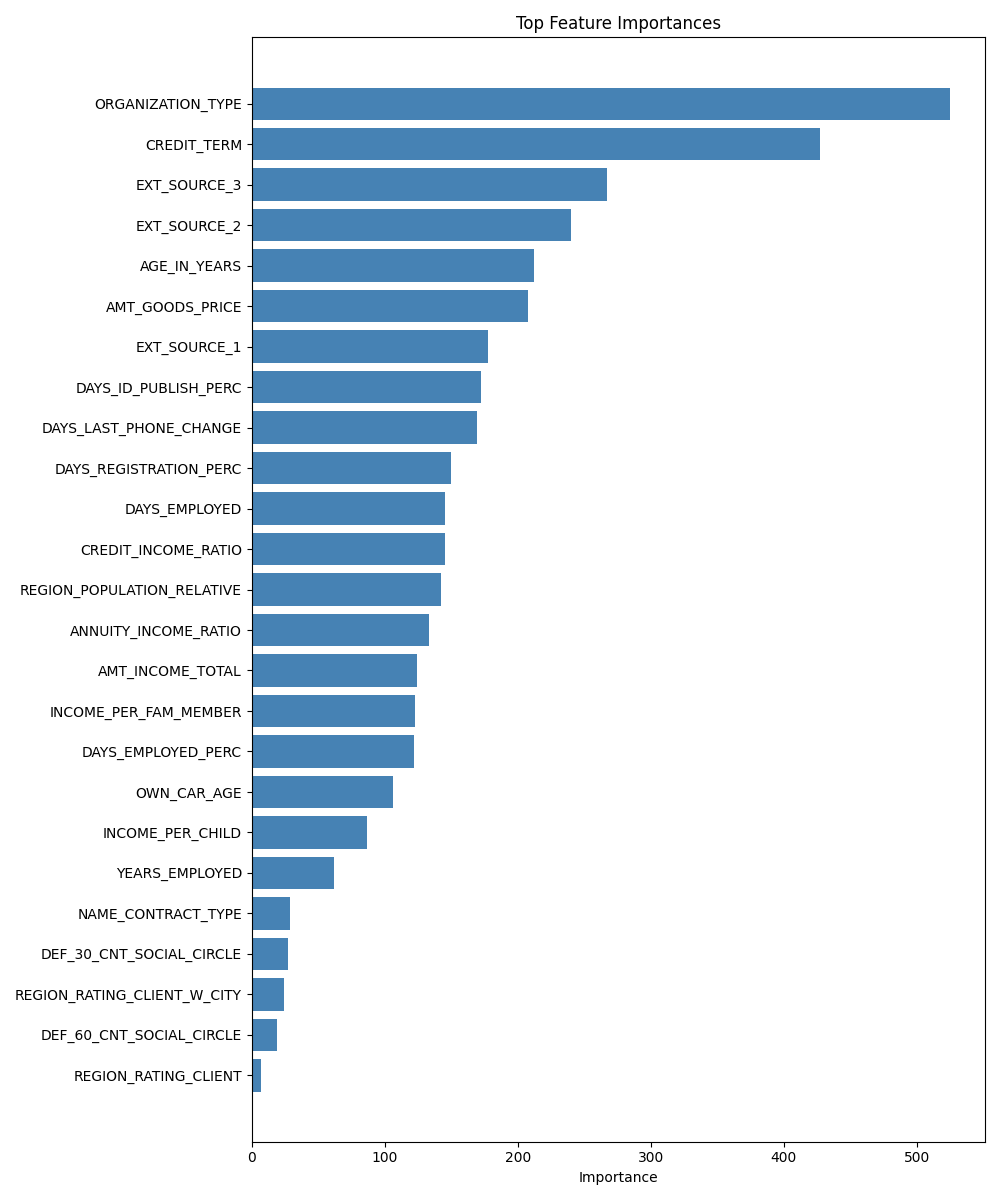 Top Feature Importances
ORGANIZATION_TYPE
CREDIT_TERM
EXT_SOURCE_3
EXT_SOURCE_2
AGE_IN_YEARS
AMT_GOODS_PRICE
EXT_SOURCE_1
DAYS_ID_PUBLISH_PERC
DAYS_LAST_PHONE_CHANGE
DAYS_REGISTRATION_PERC
DAYS_EMPLOYED
CREDIT_INCOME_RATIO
REGION_POPULATION_RELATIVE
ANNUITY_INCOME_RATIO
AMT_INCOME_TOTAL
INCOME_PER_FAM_MEMBER
DAYS_EMPLOYED_PERC
OWN_CAR_AGE
INCOME_PER_CHILD
YEARS_EMPLOYED
NAME_CONTRACT_TYPE
DEF_30_CNT_SOCIAL_CIRCLE
REGION_RATING_CLIENT_W_CITY
DEF_60_CNT_SOCIAL_CIRCLE
REGION_RATING_CLIENT
0 100 200 300 400 500
Importance